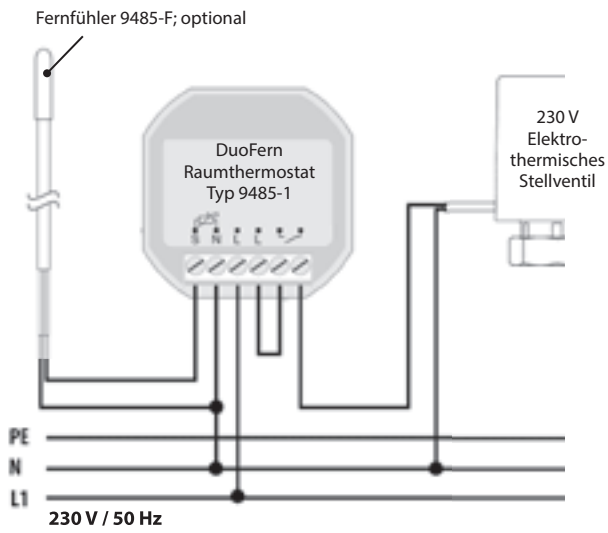 Fernfühler 9485-F; optional
DuoFern
Raumthermostat
Typ 9485-1
S N L L
230 V
Elektro-
thermisches
Stellventil
PE
N
L1
230 V / 50 Hz